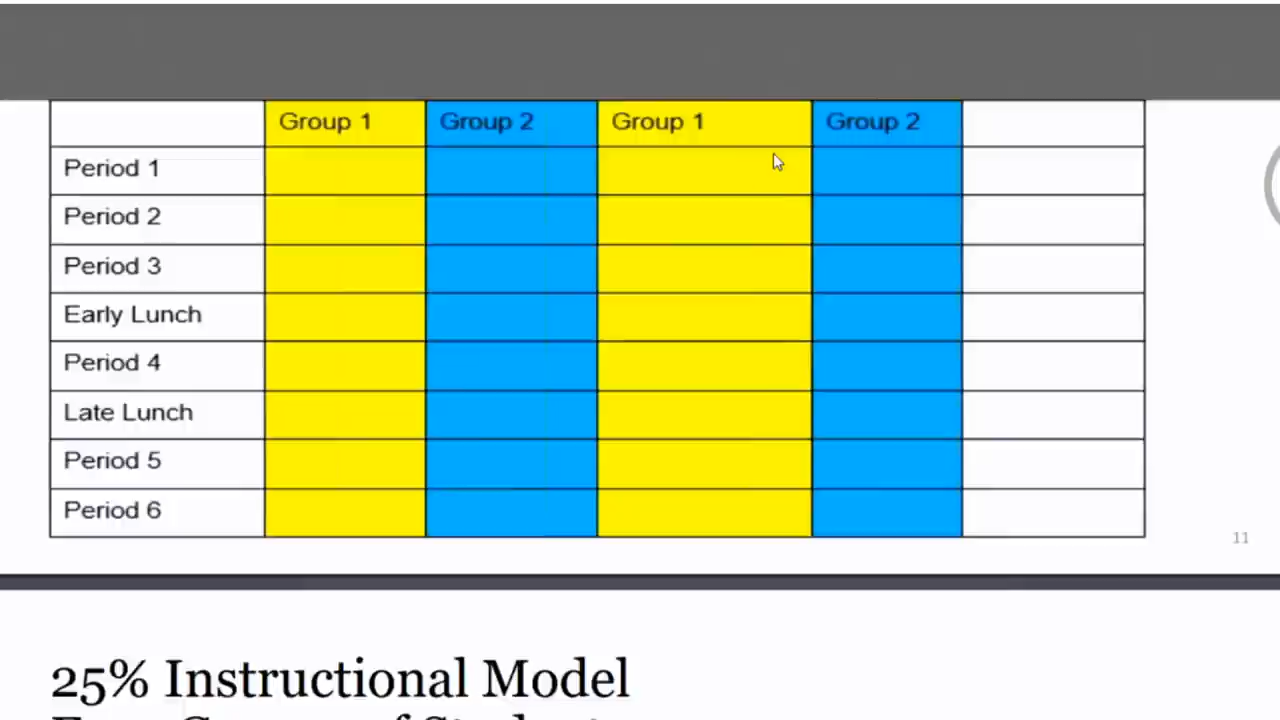 Group 1 Group 2 Group 1 Group 2
Period 1
Period 2
Period 3
Early Lunch
Period 4
Late Lunch
Period 5
Period 6
11
25% Instructional Model